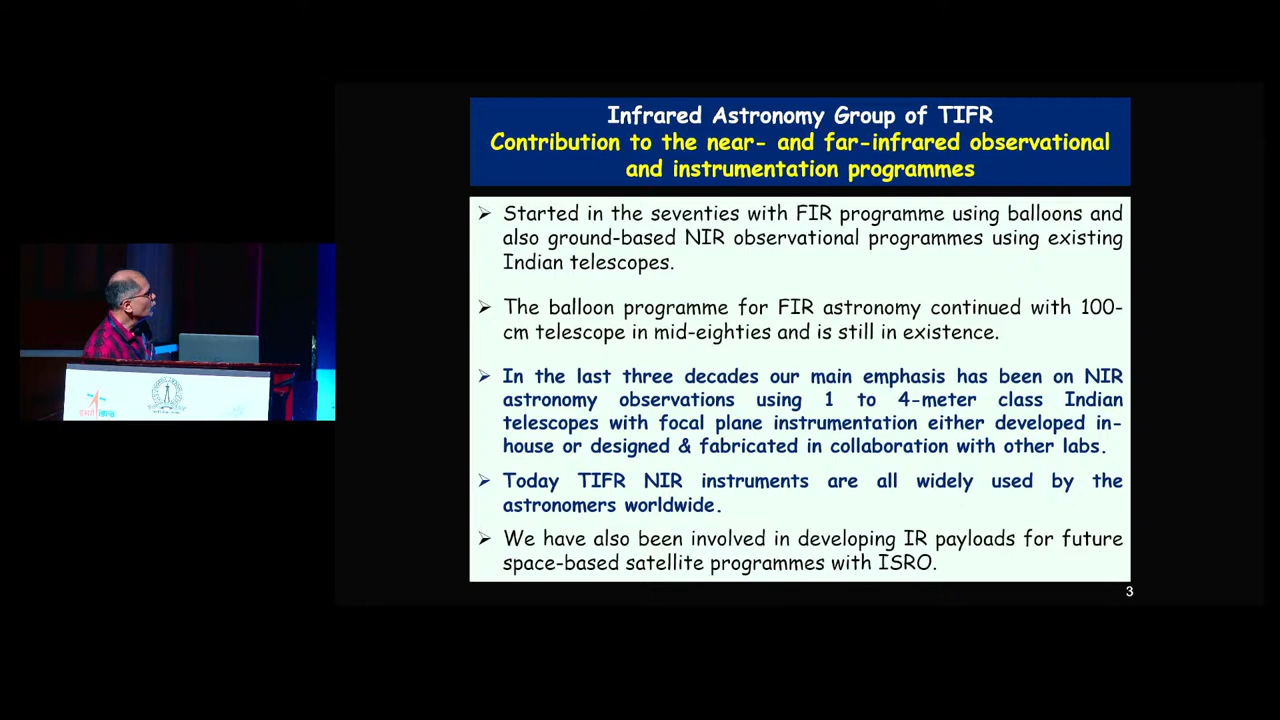 Infrared Astronomy Group of TIFR
Contribution to the near- and far-infrared observational
and instrumentation programmes
➢ Started in the seventies with FIR programme using balloons and
also ground-based NIR observational programmes using existing
Indian telescopes.
➢ The balloon programme for FIR astronomy continued with 100-
cm telescope in mid-eighties and is still in existence.
➢ In the last three decades our main emphasis has been on NIR
astronomy observations using 1 to 4-meter class Indian
telescopes with focal plane instrumentation either developed in-
house or designed & fabricated in collaboration with other labs.
➢ Today TIFR NIR instruments are all widely used by the
astronomers worldwide.
➢ We have also been involved in developing IR payloads for future
space-based satellite programmes with ISRO.
3
इसरो isro